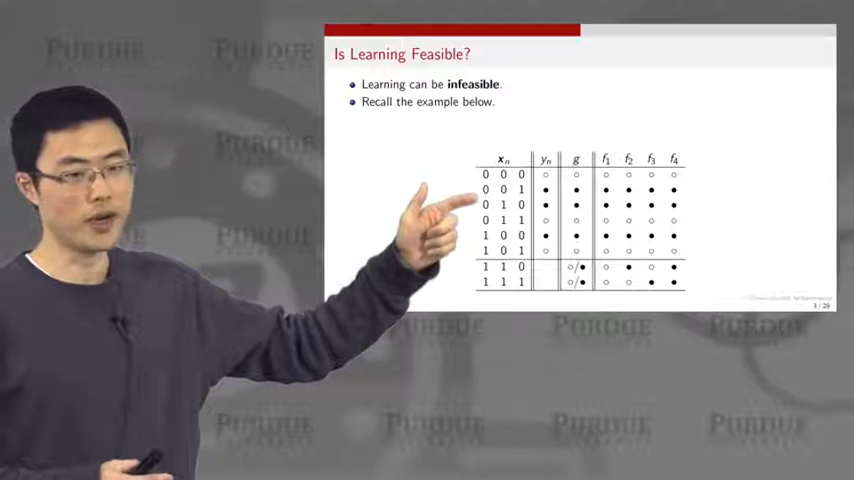 PURDUE PURDUE
Is Learning Feasible?
• Learning can be infeasible.
• Recall the example below.
xₙ yₙ g f₁ f₂ f₃ f₄
0 0 0 ○ ○ ○ ○ ○ ○
0 0 1 ● ● ● ● ● ●
0 1 0 ● ● ● ● ● ●
0 1 1 ○ ○ ○ ○ ○ ○
1 0 0 ● ● ● ● ● ●
1 0 1 ○ ○ ○ ○ ○ ○
1 1 0 ○/● ○ ● ○ ●
1 1 1 ○/● ○ ○ ● ●
3 / 29
PURDUE PURDUE
PURDUE PURDUE PURDUE